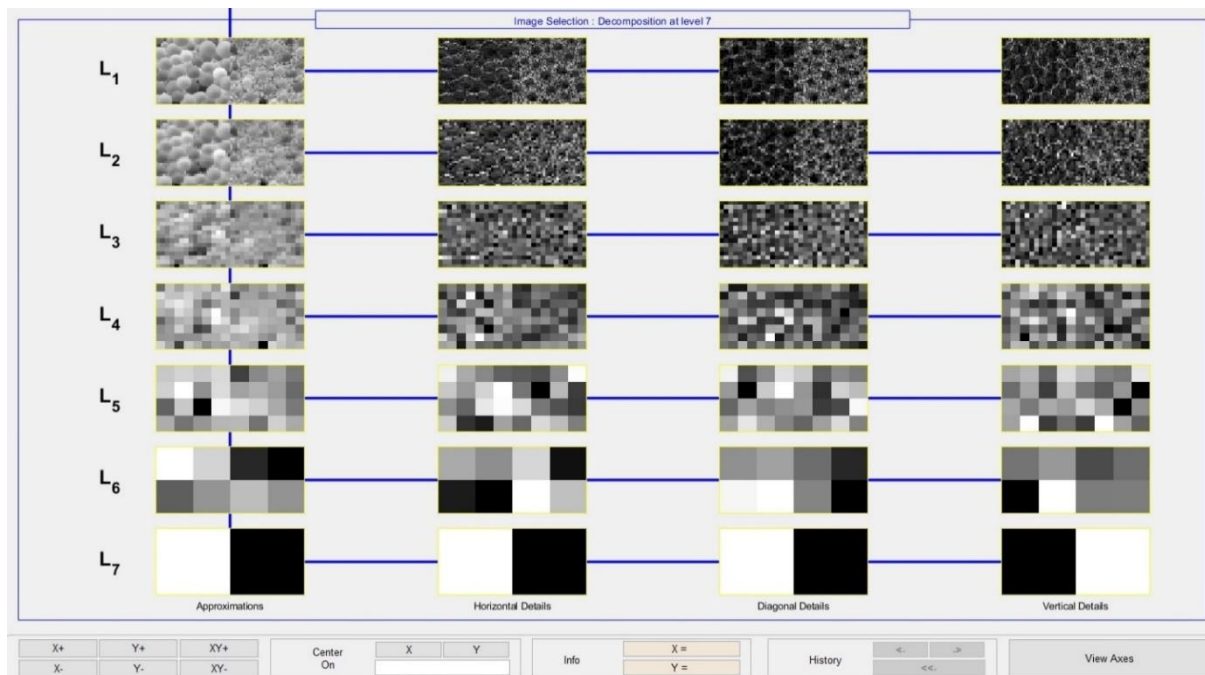 Image Selection : Decomposition at level 7
L1
L2
L3
L4
L5
L6
L7
Approximations Horizontal Details Diagonal Details Vertical Details
X+ Y+ XY+
X- Y- XY-
Center On
X Y
Info
X =
Y =
History
<- ->
<<-
View Axes